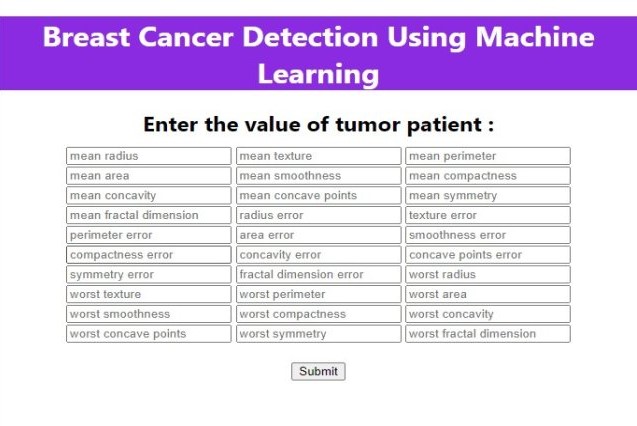 Breast Cancer Detection Using Machine
Learning
Enter the value of tumor patient :
mean radius mean texture mean perimeter
mean area mean smoothness mean compactness
mean concavity mean concave points mean symmetry
mean fractal dimension radius error texture error
perimeter error area error smoothness error
compactness error concavity error concave points error
symmetry error fractal dimension error worst radius
worst texture worst perimeter worst area
worst smoothness worst compactness worst concavity
worst concave points worst symmetry worst fractal dimension
Submit